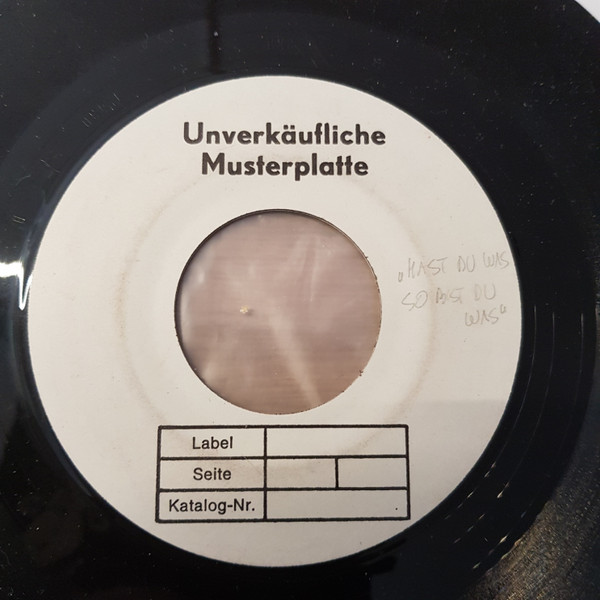 Unverkäufliche
Musterplatte
„HAST DU WAS
SO BIST DU
WAS"
Label
Seite
Katalog-Nr.